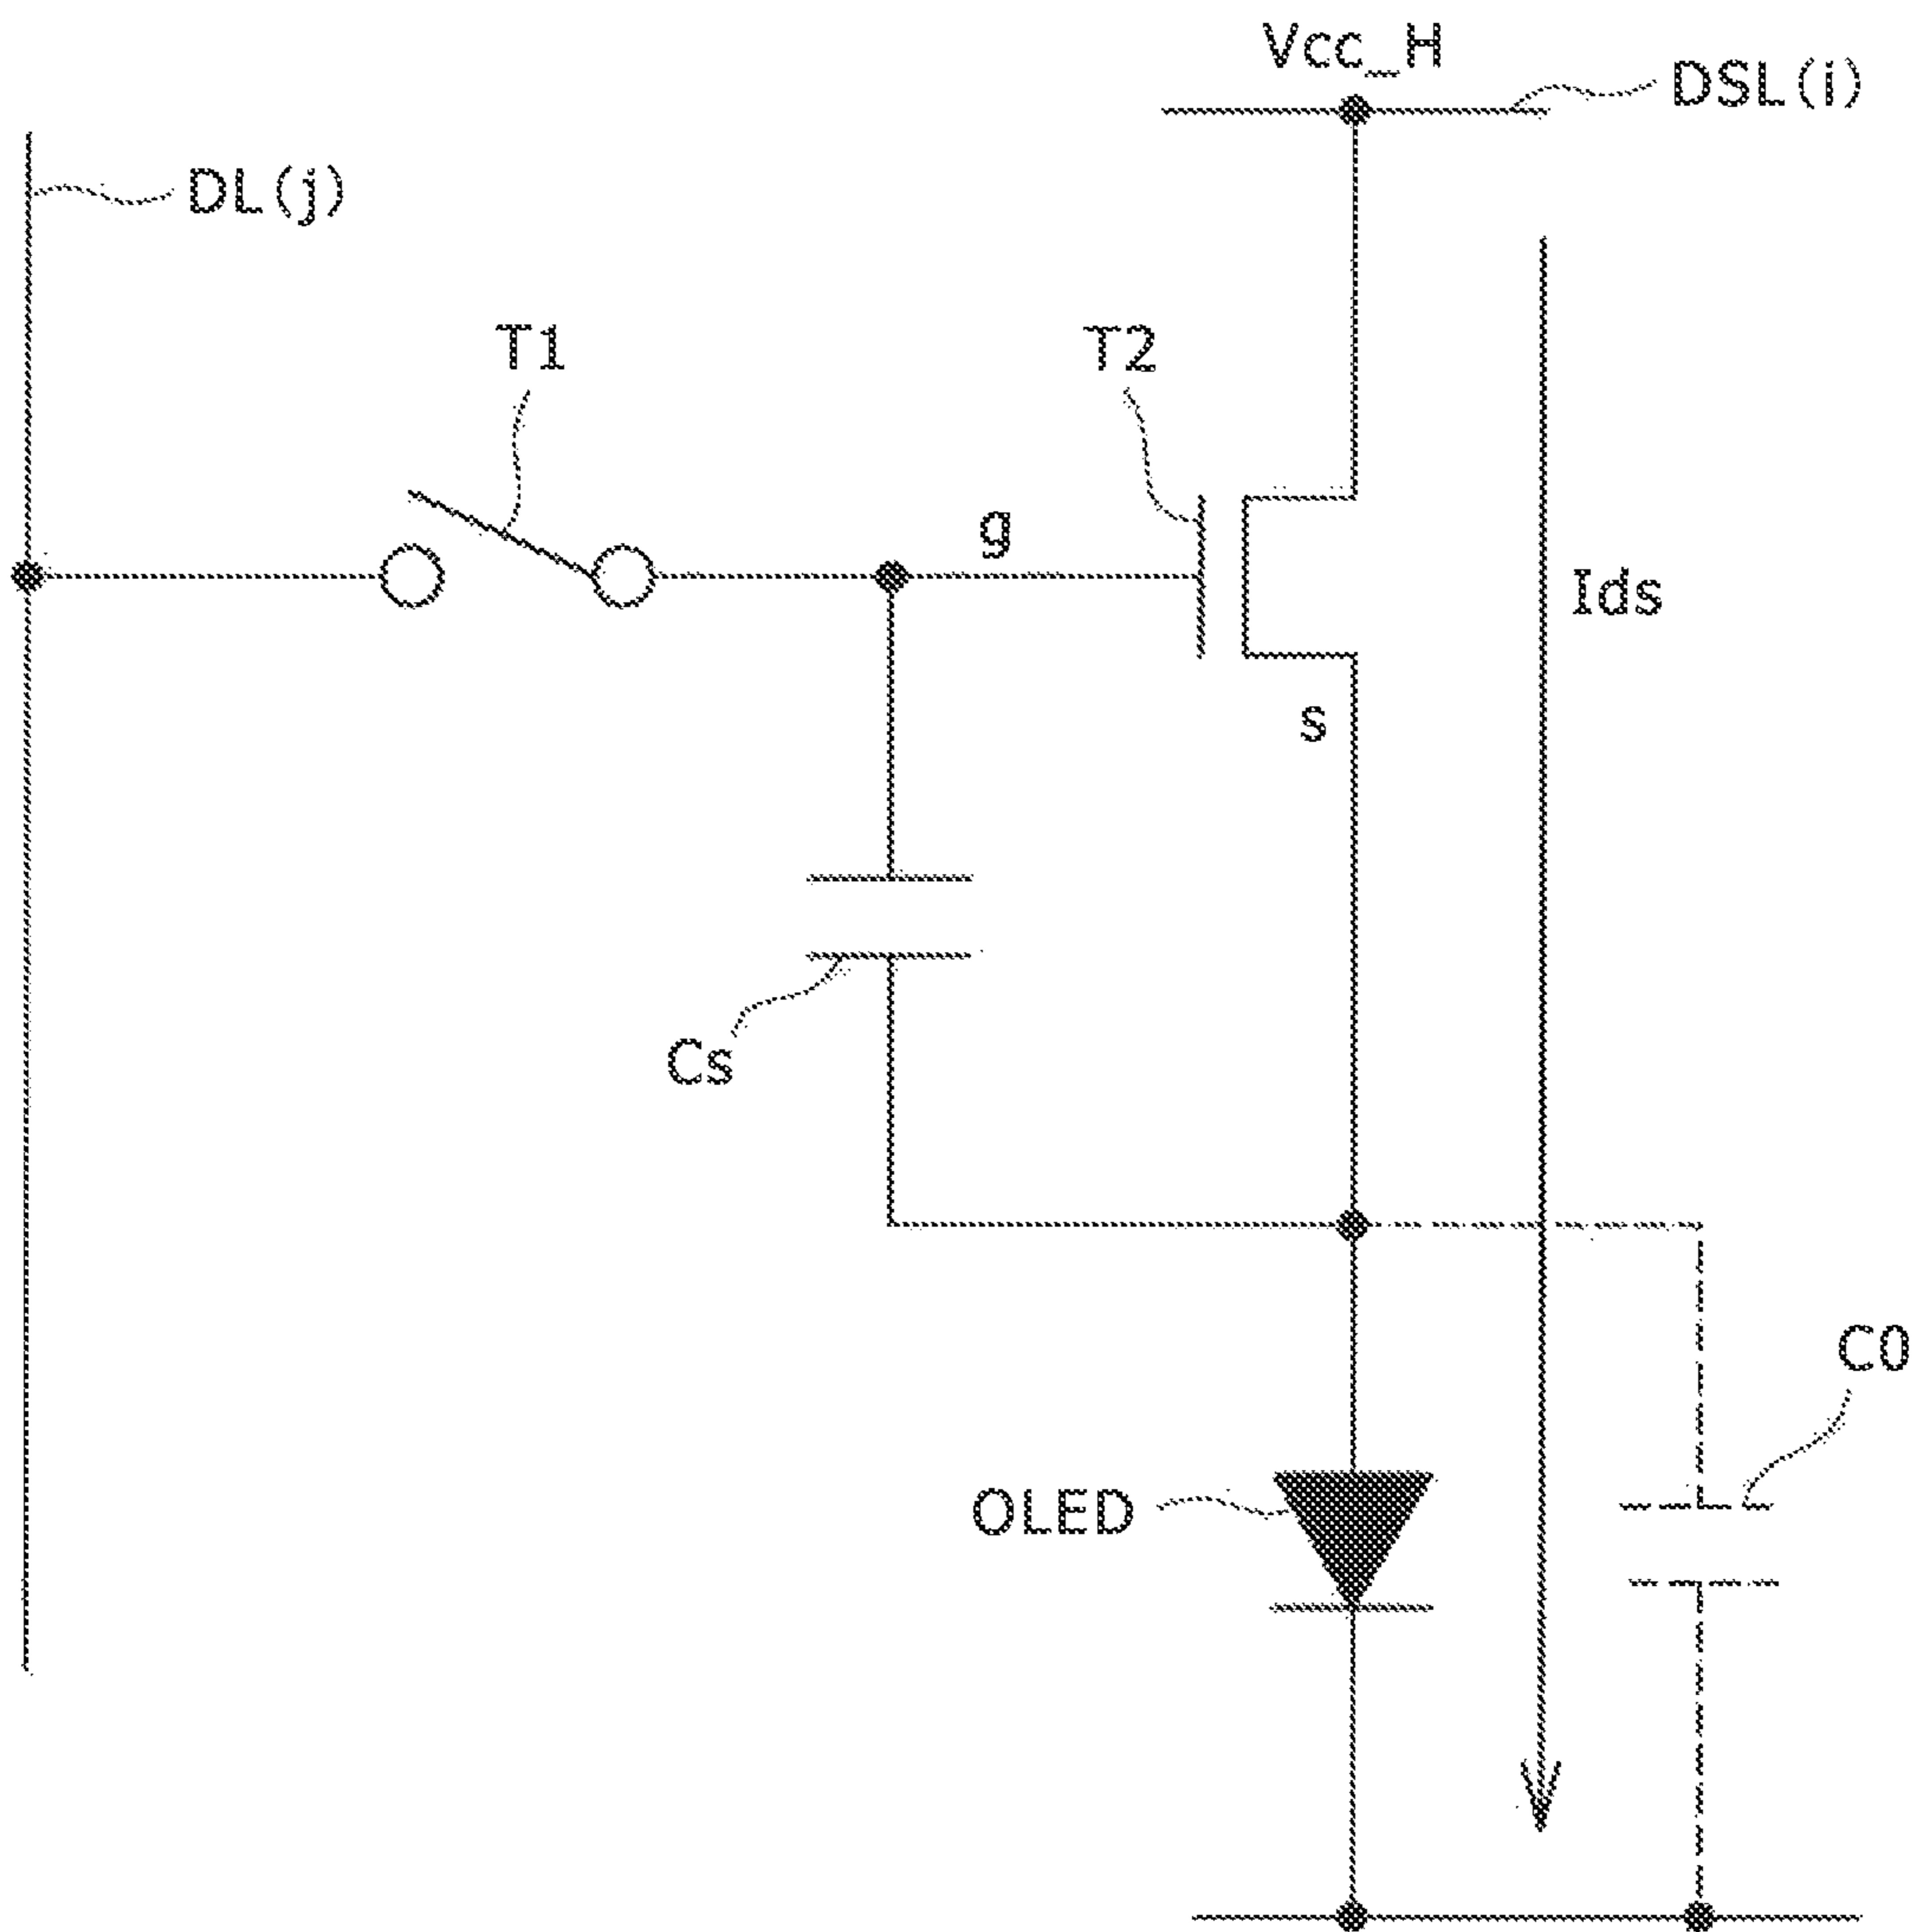 Vcc_H
DSL(i)
DL(j)
T1
T2
g
Ids
s
Cs
C0
OLED